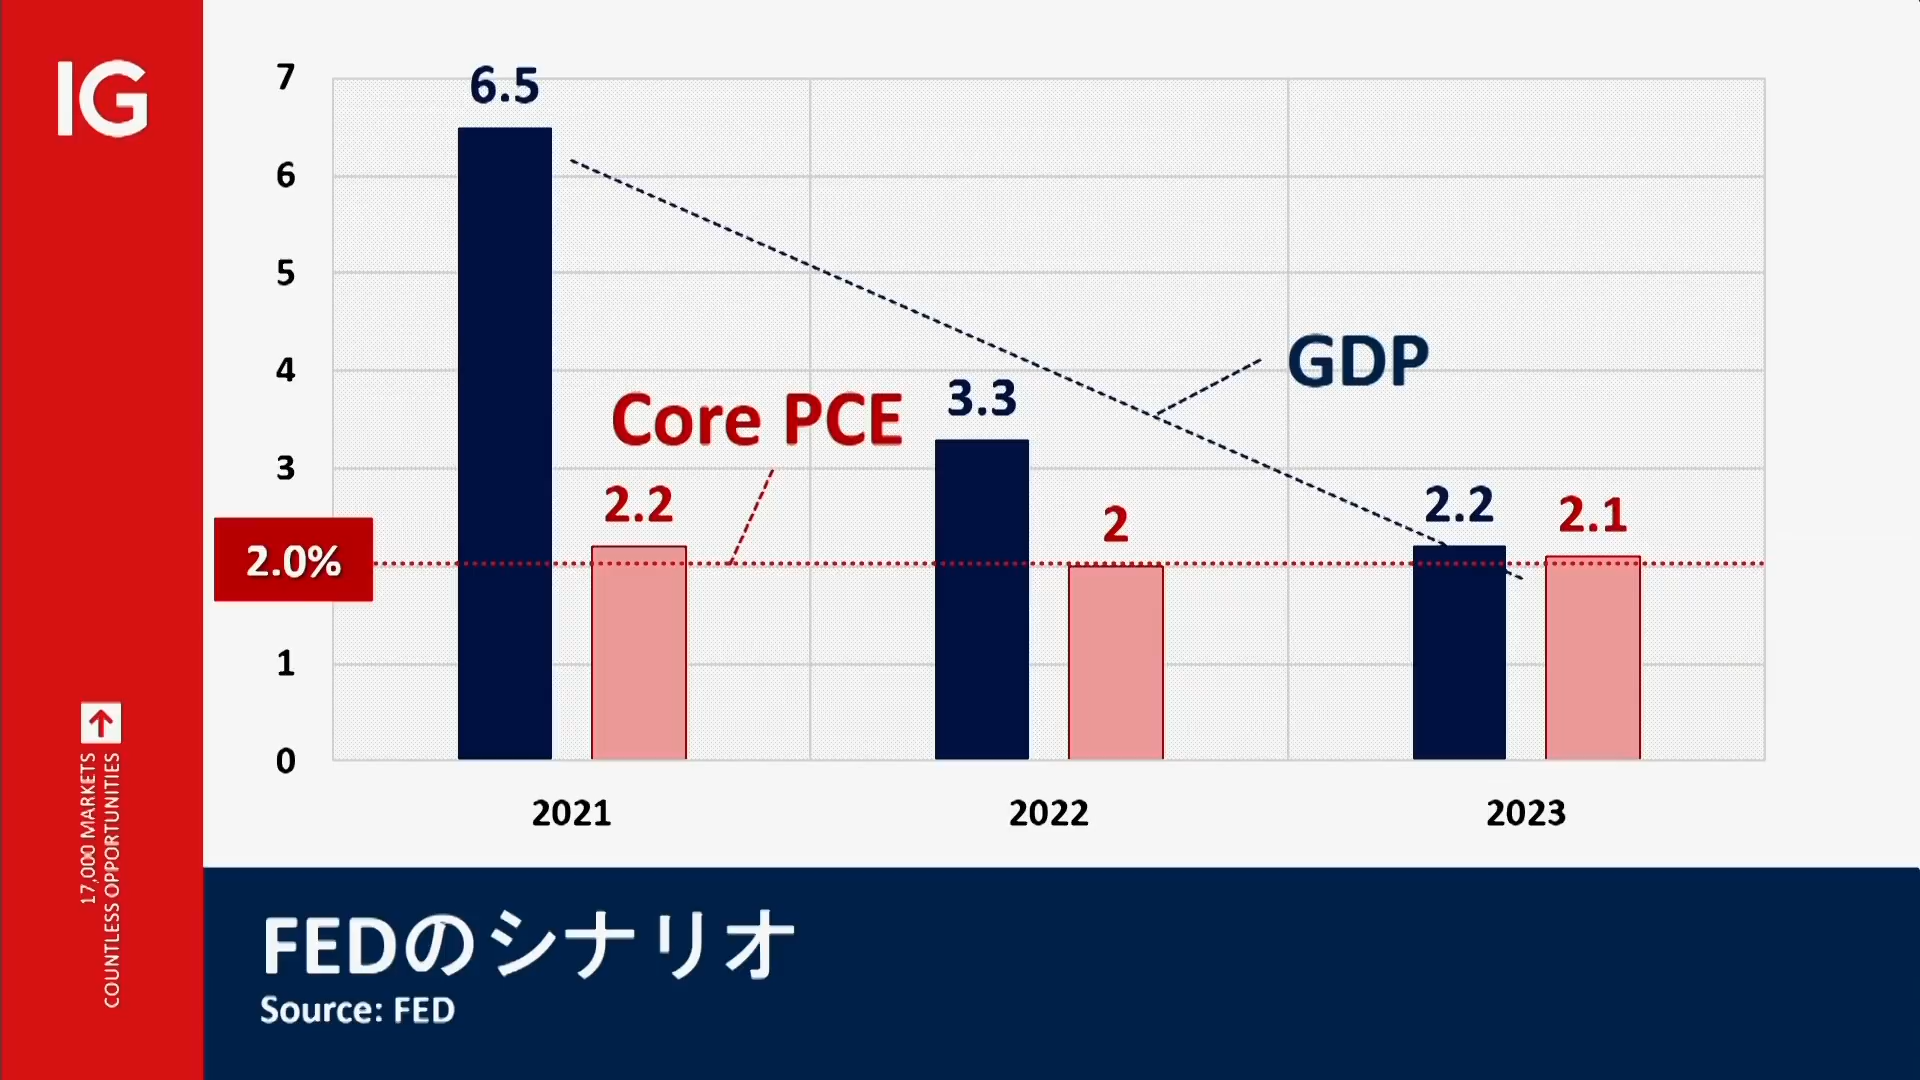 IG
7
6.5
6
5
4
3
2.0%
1
0
GDP
Core PCE
3.3
2.2
2
2.2
2.1
2021
2022
2023
17,000 MARKETS
COUNTLESS OPPORTUNITIES
FEDのシナリオ
Source: FED